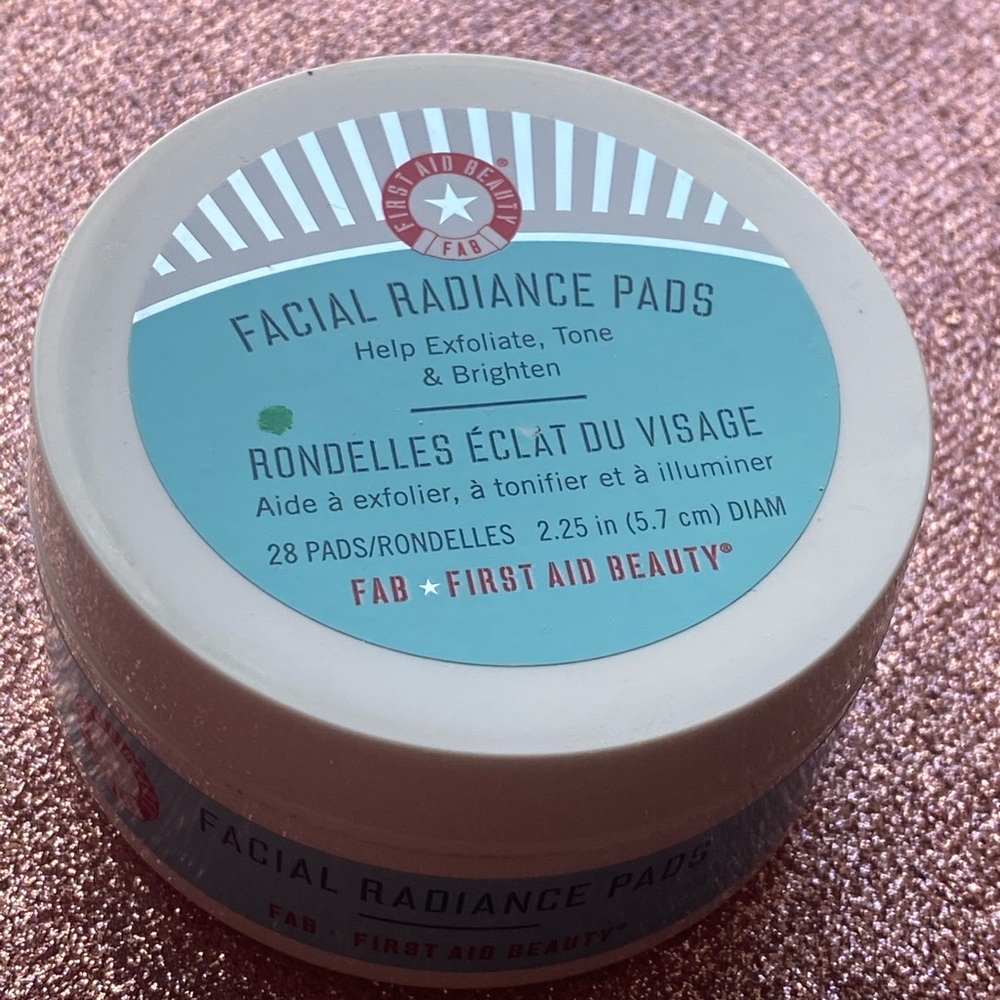 FIRST AID BEAUTY®
FAB
FACIAL RADIANCE PADS
Help Exfoliate, Tone
& Brighten
RONDELLES ÉCLAT DU VISAGE
Aide à exfolier, à tonifier et à illuminer
28 PADS/RONDELLES 2.25 in (5.7 cm) DIAM
FAB ★ FIRST AID BEAUTY®
FACIAL RADIANCE PADS
FAB · FIRST AID BEAUTY®